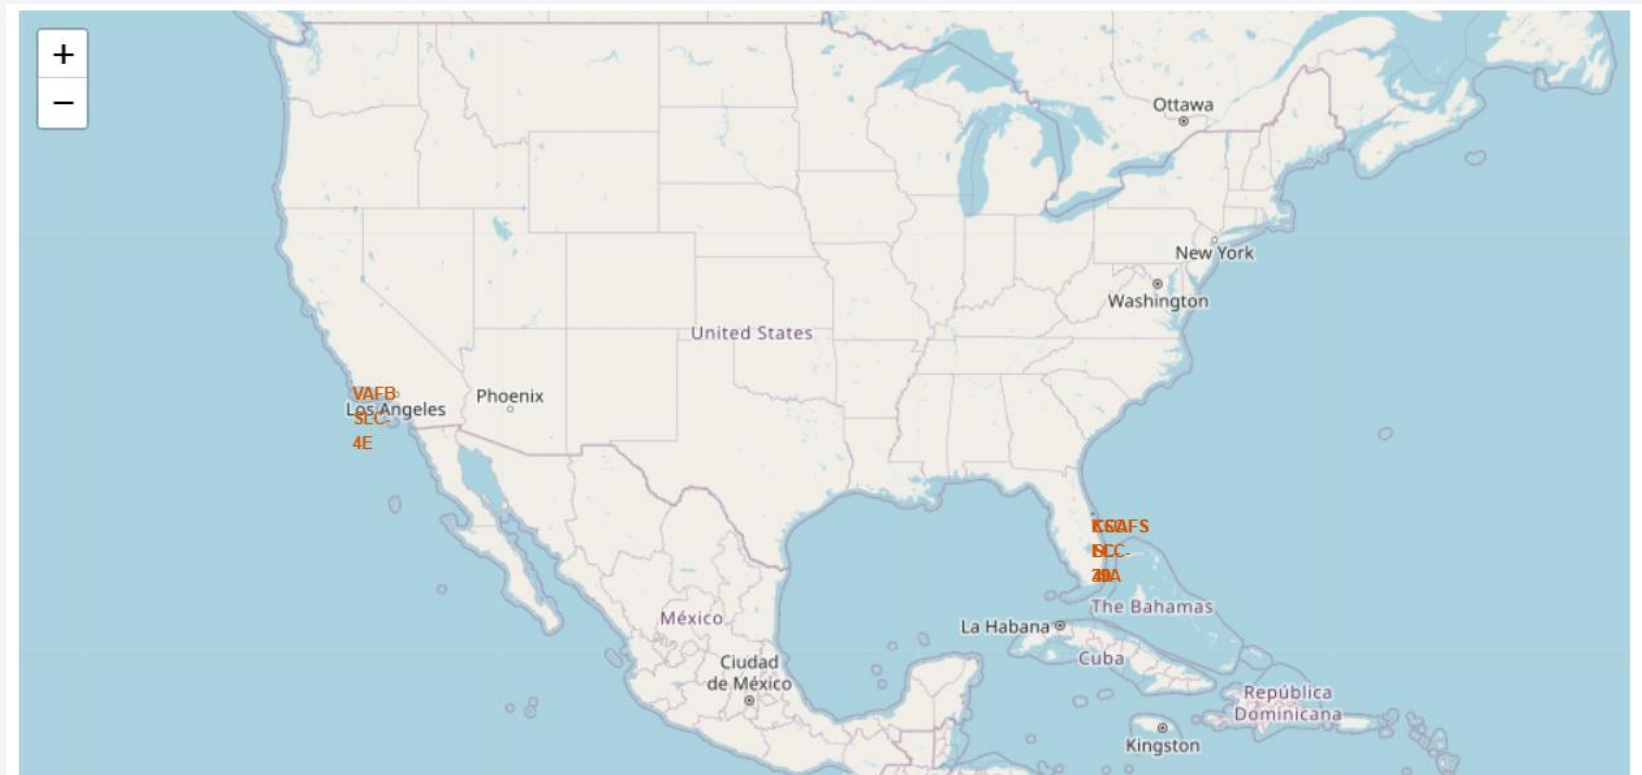 +
−
Ottawa
New York
Washington
United States
VAFB
SLC-
4E
Los Angeles
Phoenix
The Bahamas
La Habana
México
Cuba
Ciudad
de México
República
Dominicana
Kingston